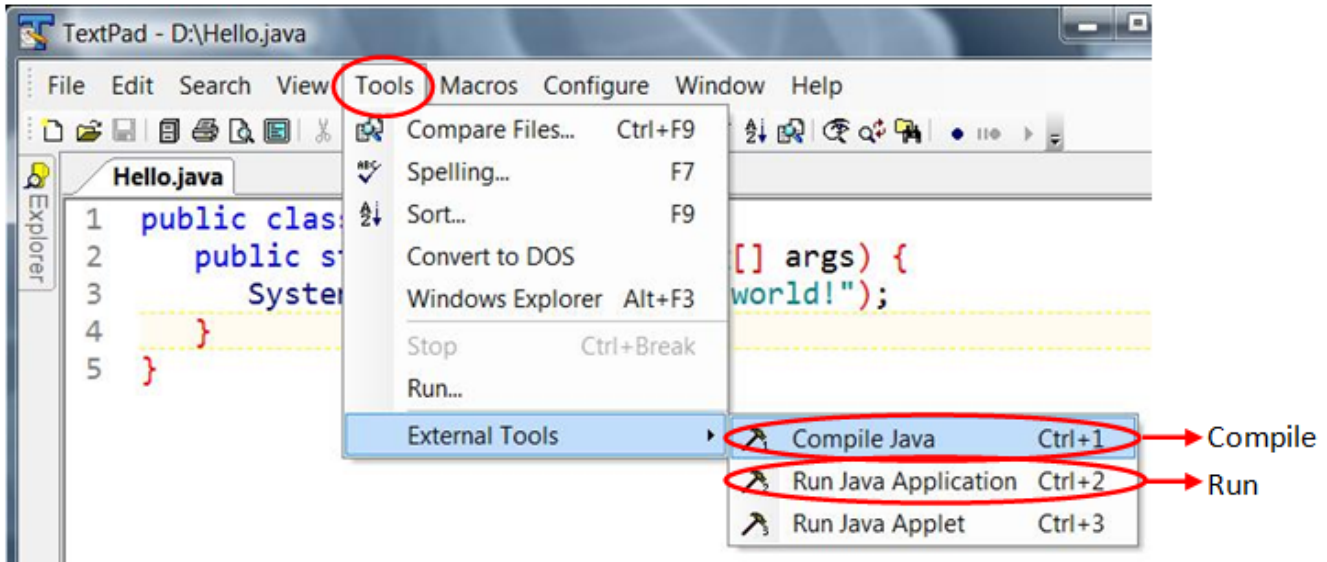 TextPad - D:\Hello.java
File Edit Search View Tools Macros Configure Window Help
Compare Files... Ctrl+F9
Hello.java
Spelling... F7
Explorer
1 public clas
Sort... F9
2 public s
Convert to DOS
[] args) {
3 System
Windows Explorer Alt+F3
world!");
4 }
Stop Ctrl+Break
5 }
Run...
External Tools
Compile Java Ctrl+1
Compile
Run Java Application Ctrl+2
Run
Run Java Applet Ctrl+3